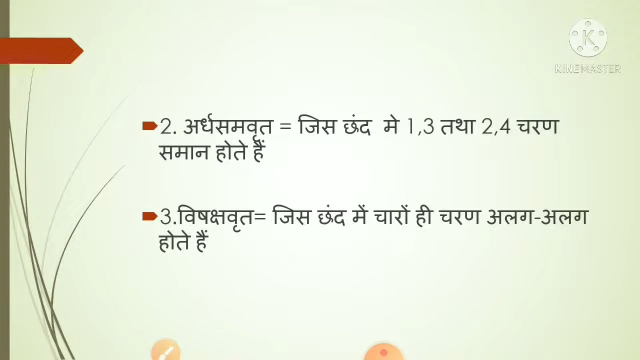 KINEMASTER
2. अर्धसमवृत = जिस छंद मे 1,3 तथा 2,4 चरण
समान होते हैं
3.विषक्षवृत= जिस छंद में चारों ही चरण अलग-अलग
होते हैं